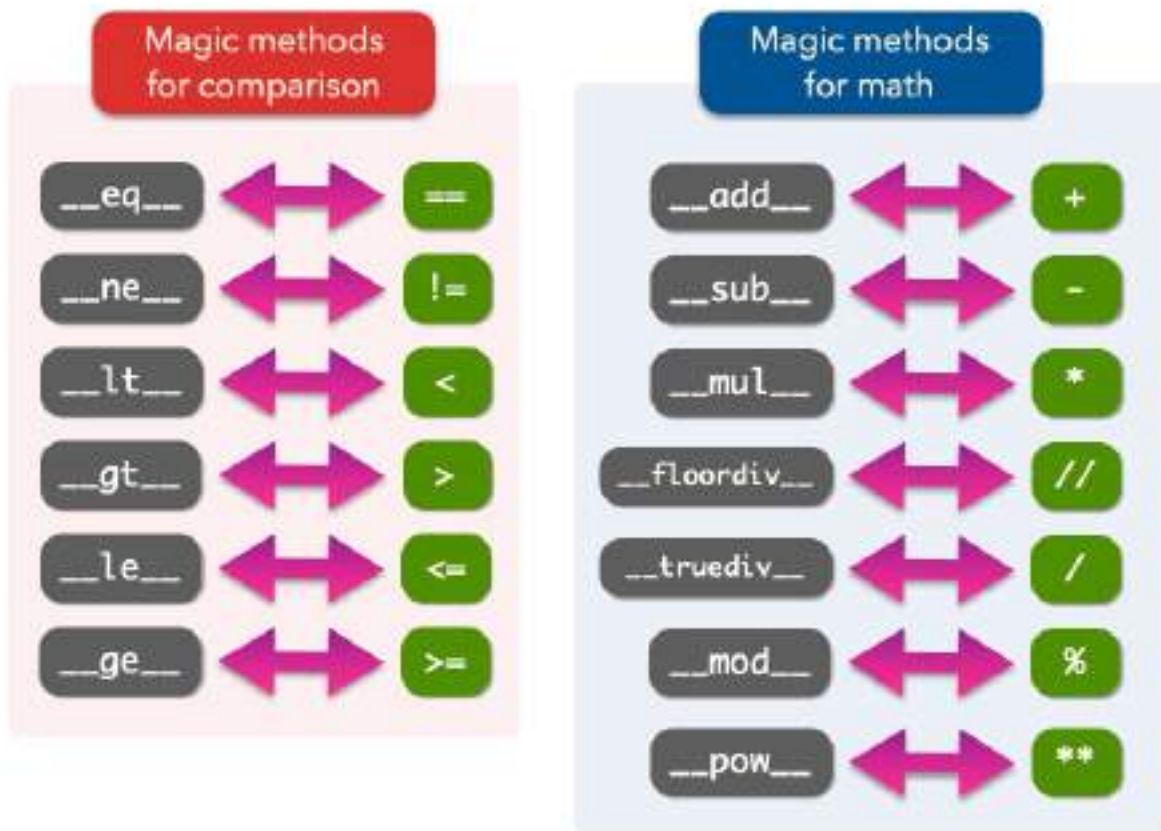 Magic methods
for comparison
__eq__ ==
__ne__ !=
__lt__ <
__gt__ >
__le__ <=
__ge__ >=
Magic methods
for math
__add__ +
__sub__ -
__mul__ *
__floordiv__ //
__truediv__ /
__mod__ %
__pow__ **